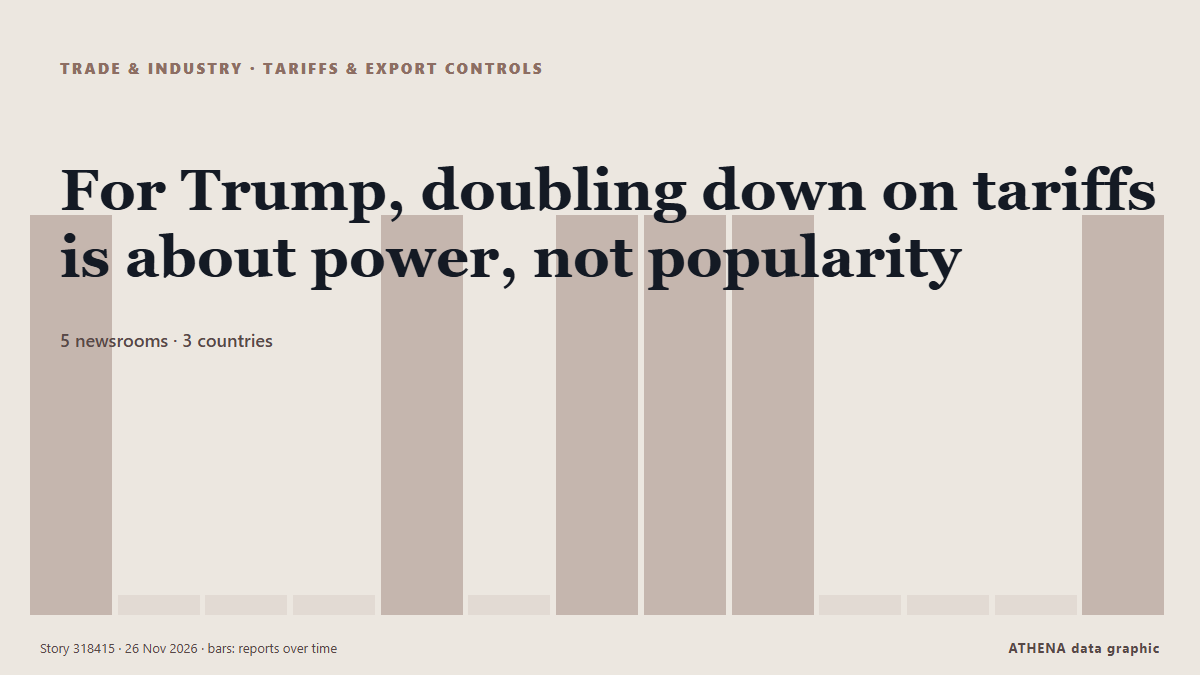 TRADE & INDUSTRY · TARIFFS & EXPORT CONTROLS
For Trump, doubling down on tariffs
is about power, not popularity
5 newsrooms · 3 countries
Story 318415 · 26 Nov 2026 · bars: reports over time
ATHENA data graphic